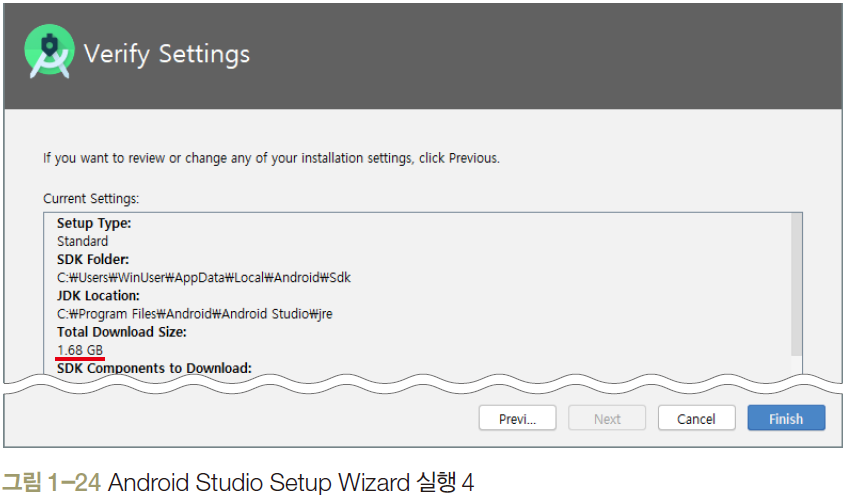 Verify Settings
If you want to review or change any of your installation settings, click Previous.
Current Settings:
Setup Type:
Standard
SDK Folder:
C:₩Users₩WinUser₩AppData₩Local₩Android₩Sdk
JDK Location:
C:₩Program Files₩Android₩Android Studio₩jre
Total Download Size:
1.68 GB
SDK Components to Download:
Previ... Next Cancel Finish
그림 1-24 Android Studio Setup Wizard 실행 4